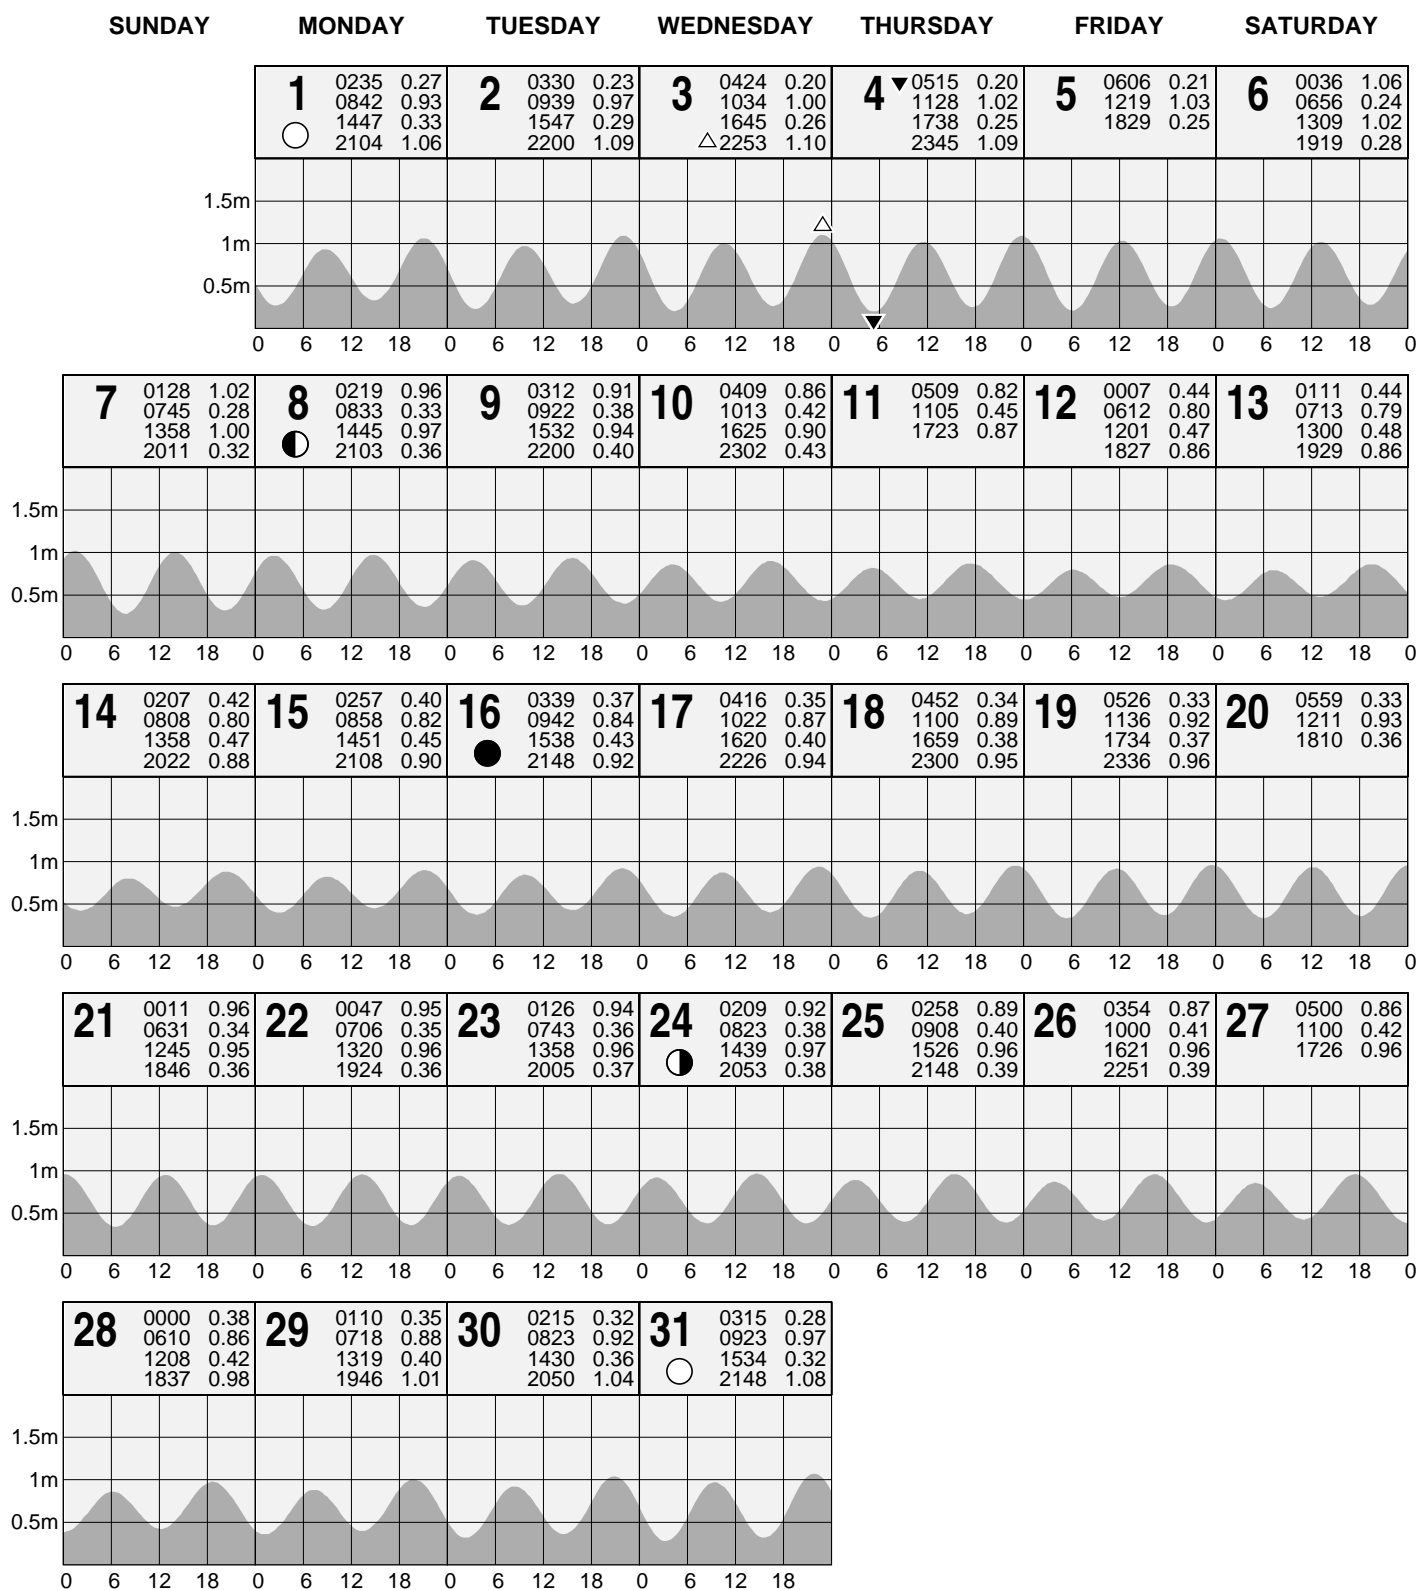 SUNDAY MONDAY TUESDAY WEDNESDAY THURSDAY FRIDAY SATURDAY
1 0235 0.27
0842 0.93
1447 0.33
2104 1.06
2 0330 0.23
0939 0.97
1547 0.29
2200 1.09
3 0424 0.20
1034 1.00
1645 0.26
2253 1.10
4 0515 0.20
1128 1.02
1738 0.25
2345 1.09
5 0606 0.21
1219 1.03
1829 0.25
6 0036 1.06
0656 0.24
1309 1.02
1919 0.28
1.5m
1m
0.5m
0 6 12 18 0 6 12 18 0 6 12 18 0 6 12 18 0 6 12 18 0 6 12 18 0
7 0128 1.02
0745 0.28
1358 1.00
2011 0.32
8 0219 0.96
0833 0.33
1445 0.97
2103 0.36
9 0312 0.91
0922 0.38
1532 0.94
2200 0.40
10 0409 0.86
1013 0.42
1625 0.90
2302 0.43
11 0509 0.82
1105 0.45
1723 0.87
12 0007 0.44
0612 0.80
1201 0.47
1827 0.86
13 0111 0.44
0713 0.79
1300 0.48
1929 0.86
1.5m
1m
0.5m
0 6 12 18 0 6 12 18 0 6 12 18 0 6 12 18 0 6 12 18 0 6 12 18 0 6 12 18 0
14 0207 0.42
0808 0.80
1358 0.47
2022 0.88
15 0257 0.40
0858 0.82
1451 0.45
2108 0.90
16 0339 0.37
0942 0.84
1538 0.43
2148 0.92
17 0416 0.35
1022 0.87
1620 0.40
2226 0.94
18 0452 0.34
1100 0.89
1659 0.38
2300 0.95
19 0526 0.33
1136 0.92
1734 0.37
2336 0.96
20 0559 0.33
1211 0.93
1810 0.36
1.5m
1m
0.5m
0 6 12 18 0 6 12 18 0 6 12 18 0 6 12 18 0 6 12 18 0 6 12 18 0 6 12 18 0
21 0011 0.96
0631 0.34
1245 0.95
1846 0.36
22 0047 0.95
0706 0.35
1320 0.96
1924 0.36
23 0126 0.94
0743 0.36
1358 0.96
2005 0.37
24 0209 0.92
0823 0.38
1439 0.97
2053 0.38
25 0258 0.89
0908 0.40
1526 0.96
2148 0.39
26 0354 0.87
1000 0.41
1621 0.96
2251 0.39
27 0500 0.86
1100 0.42
1726 0.96
1.5m
1m
0.5m
0 6 12 18 0 6 12 18 0 6 12 18 0 6 12 18 0 6 12 18 0 6 12 18 0 6 12 18 0
28 0000 0.38
0610 0.86
1208 0.42
1837 0.98
29 0110 0.35
0718 0.88
1319 0.40
1946 1.01
30 0215 0.32
0823 0.92
1430 0.36
2050 1.04
31 0315 0.28
0923 0.97
1534 0.32
2148 1.08
1.5m
1m
0.5m
0 6 12 18 0 6 12 18 0 6 12 18 0 6 12 18